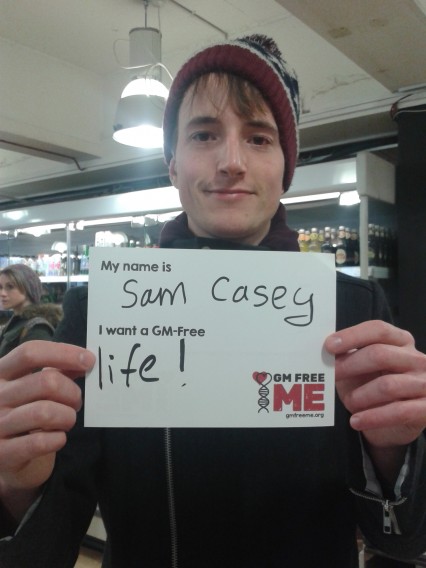 My name is
Sam Casey
I want a GM-Free
life!
GM FREE
ME
gmfreeme.org